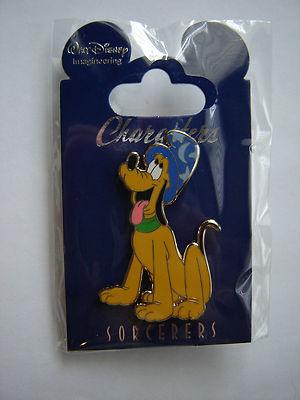 Walt Disney
Imagineering
Characters
SORCERERS